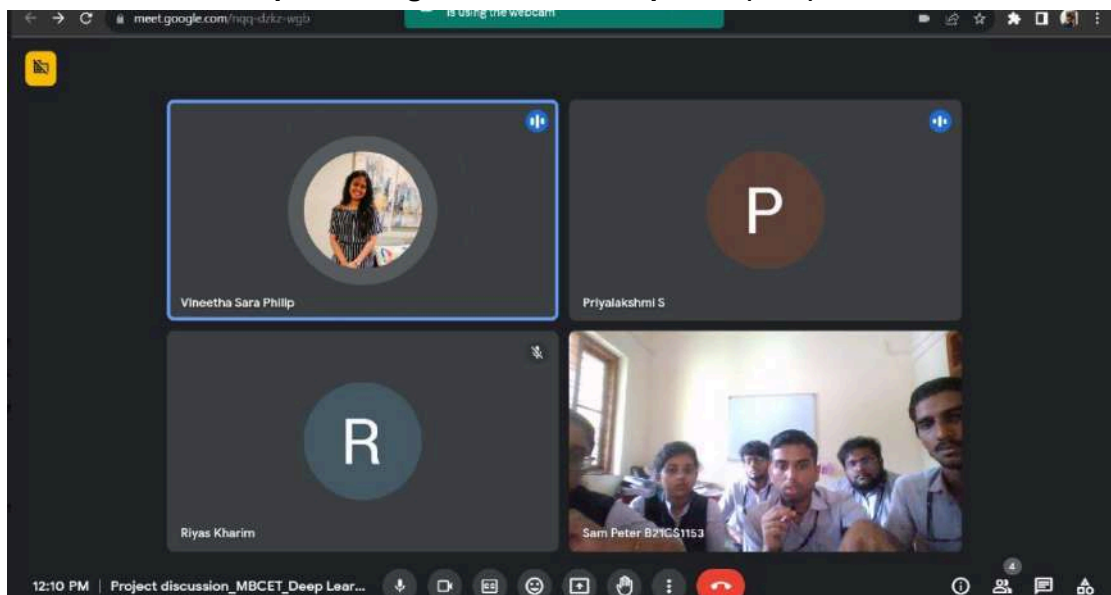 meet.google.com/nqq-dzkz-wgb
is using the webcam
P
Vineetha Sara Philip
Priyalakshmi S
R
Riyas Kharim
Sam Peter B21CS1153
4
12:10 PM | Project discussion_MBCET_Deep Lear...